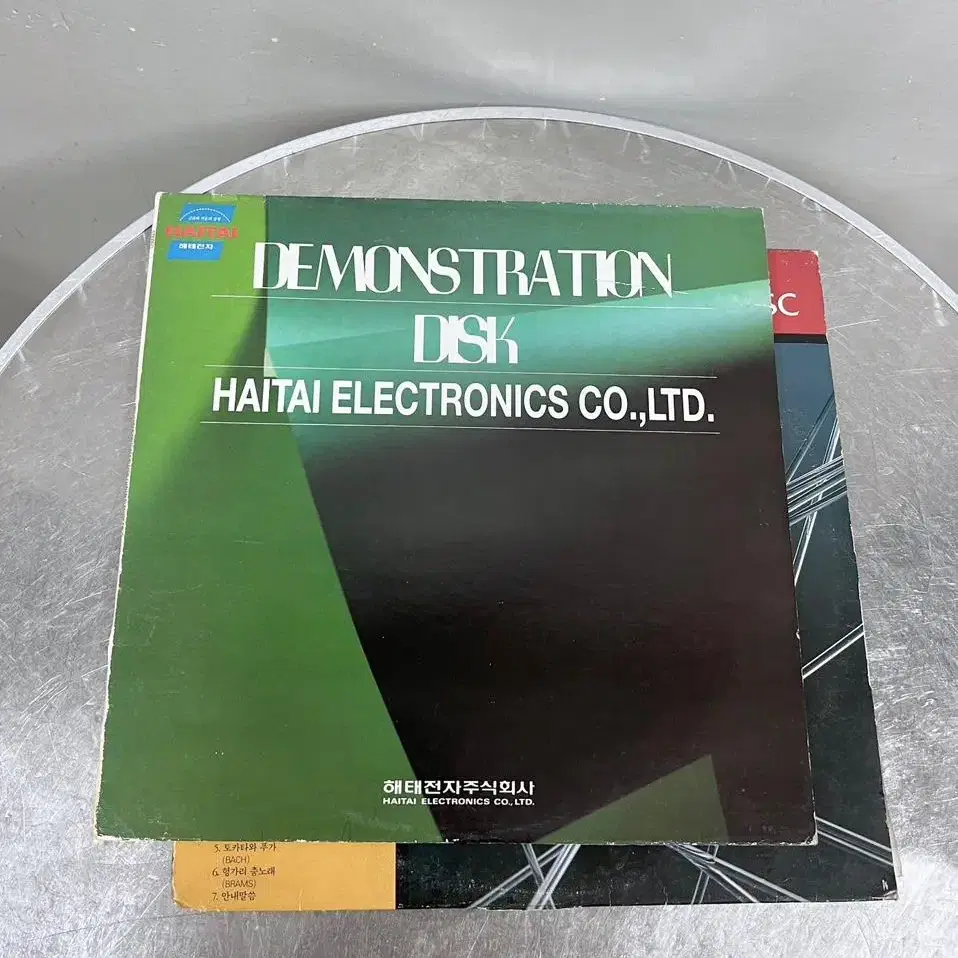 HAITAI
해태전자
DEMONSTRATION
DISK
HAITAI ELECTRONICS CO.,LTD.
SC
해태전자주식회사
HAITAI ELECTRONICS CO., LTD.
5. 토카타와 푸가
(BACH)
6. 헝가리 춤노래
(BRAMS)
7. 안내말씀